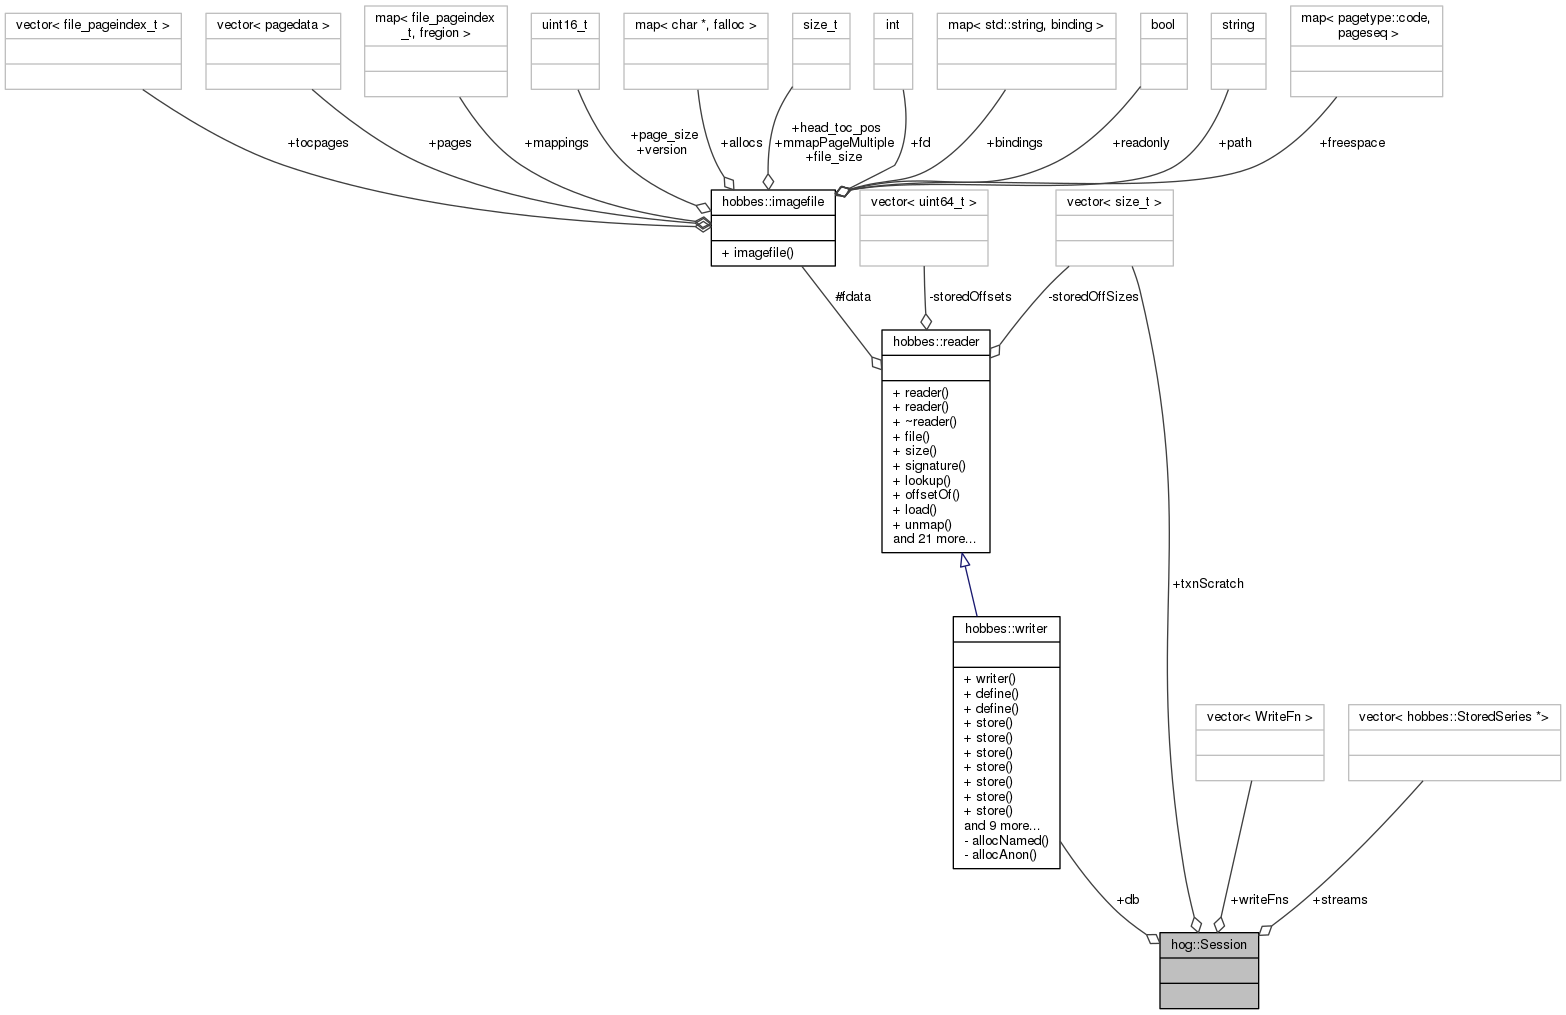 vector< file_pageindex_t >
vector< pagedata >
map< file_pageindex
_t, fregion >
uint16_t
map< char *, falloc >
size_t
int
map< std::string, binding >
bool
string
map< pagetype::code,
pageseq >
+tocpages
+pages
+mappings
+page_size
+version
+allocs
+head_toc_pos
+mmapPageMultiple
+file_size
+fd
+bindings
+readonly
+path
+freespace
hobbes::imagefile
+ imagefile()
vector< uint64_t >
vector< size_t >
#fdata
-storedOffsets
-storedOffSizes
hobbes::reader
+ reader()
+ reader()
+ ~reader()
+ file()
+ size()
+ signature()
+ lookup()
+ offsetOf()
+ load()
+ unmap()
and 21 more...
+txnScratch
hobbes::writer
+ writer()
+ define()
+ define()
+ store()
+ store()
+ store()
+ store()
+ store()
+ store()
+ store()
and 9 more...
- allocNamed()
- allocAnon()
vector< WriteFn >
vector< hobbes::StoredSeries *>
+db
+writeFns
+streams
hog::Session